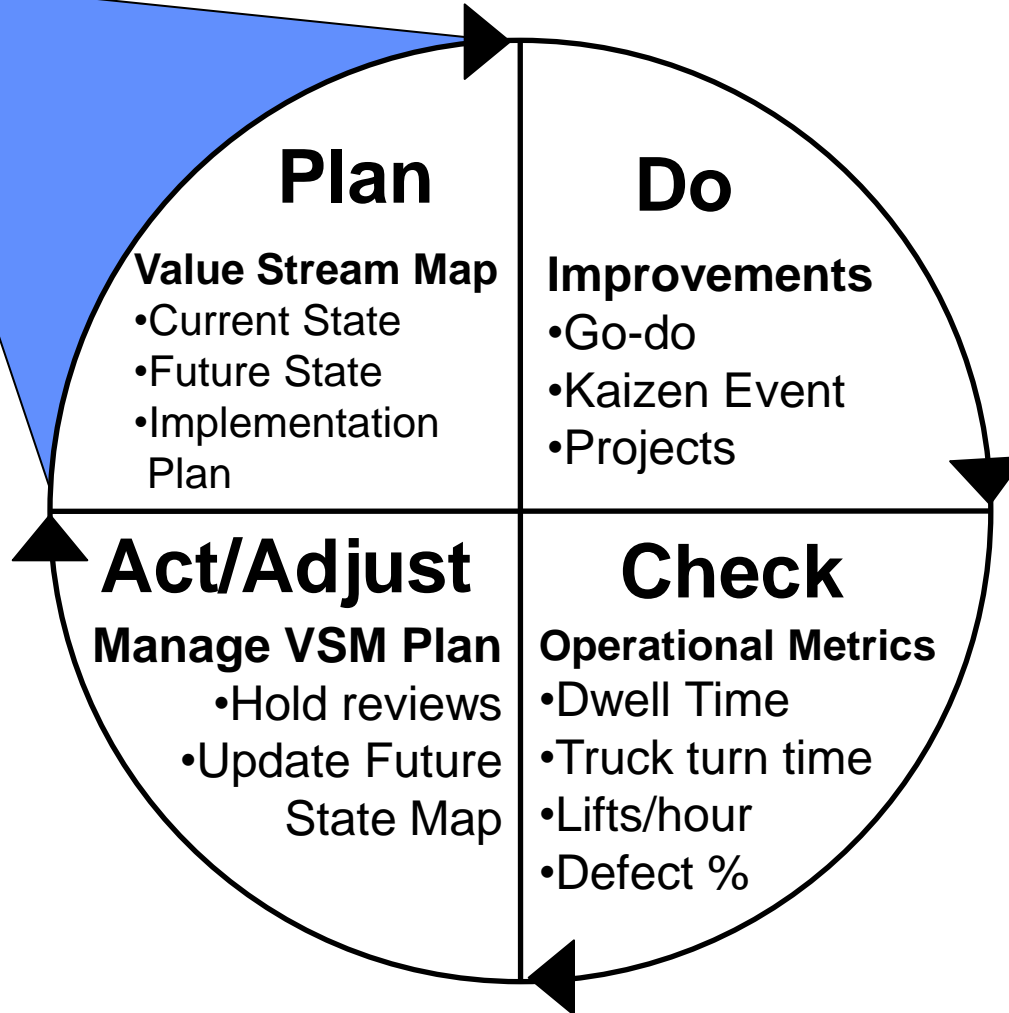 Plan
Value Stream Map
•Current State
•Future State
•Implementation
Plan
Do
Improvements
•Go-do
•Kaizen Event
•Projects
Act/Adjust
Manage VSM Plan
•Hold reviews
•Update Future
State Map
Check
Operational Metrics
•Dwell Time
•Truck turn time
•Lifts/hour
•Defect %